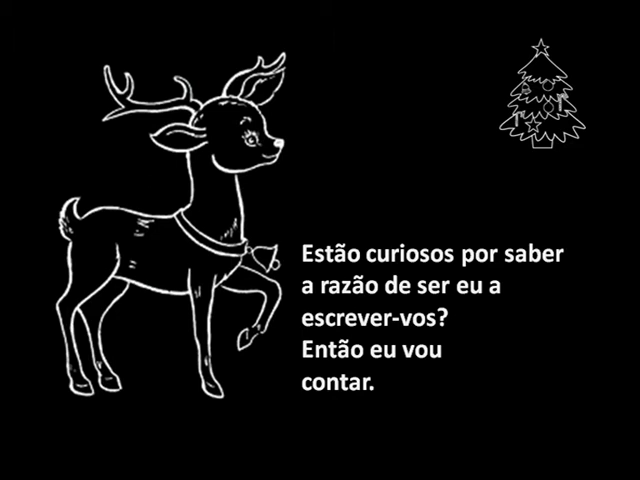 Estão curiosos por saber
a razão de ser eu a
escrever-vos?
Então eu vou
contar.